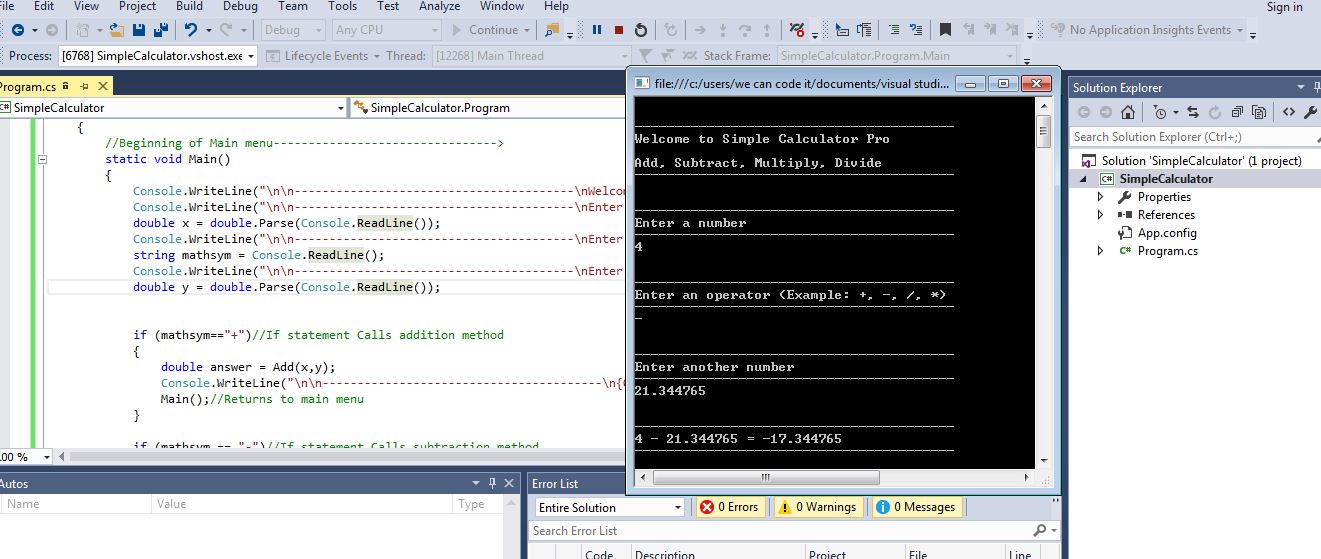 File Edit View Project Build Debug Team Tools Test Analyze Window Help
Sign in
Debug Any CPU Continue No Application Insights Events
Process: [6768] SimpleCalculator.vshost.exe Lifecycle Events Thread: [12268] Main Thread Stack Frame: SimpleCalculator.Program.Main
Program.cs
SimpleCalculator SimpleCalculator.Program
{
//Beginning of Main menu-------------------------------->
static void Main()
{
Console.WriteLine("\n\n----------------------------------------\nWelcom
Console.WriteLine("\n\n----------------------------------------\nEnter
double x = double.Parse(Console.ReadLine());
Console.WriteLine("\n\n----------------------------------------\nEnter
string mathsym = Console.ReadLine();
Console.WriteLine("\n\n----------------------------------------\nEnter
double y = double.Parse(Console.ReadLine());
if (mathsym=="+")//If statement Calls addition method
{
double answer = Add(x,y);
Console.WriteLine("\n\n----------------------------------------\n{
Main();//Returns to main menu
}
if (mathsym == "-")//If statement Calls subtraction method
100 %
file:///c:/users/we can code it/documents/visual studi...
----------------------------------------
Welcome to Simple Calculator Pro
Add, Subtract, Multiply, Divide
----------------------------------------
----------------------------------------
Enter a number
----------------------------------------
4
----------------------------------------
Enter an operator (Example: +, -, /, *)
----------------------------------------
-
----------------------------------------
Enter another number
----------------------------------------
21.344765
----------------------------------------
4 - 21.344765 = -17.344765
----------------------------------------
Solution Explorer
Search Solution Explorer (Ctrl+;)
Solution 'SimpleCalculator' (1 project)
C# SimpleCalculator
Properties
References
App.config
C# Program.cs
Autos
Name Value Type
Error List
Entire Solution 0 Errors 0 Warnings 0 Messages
Search Error List
Code Description Project File Line